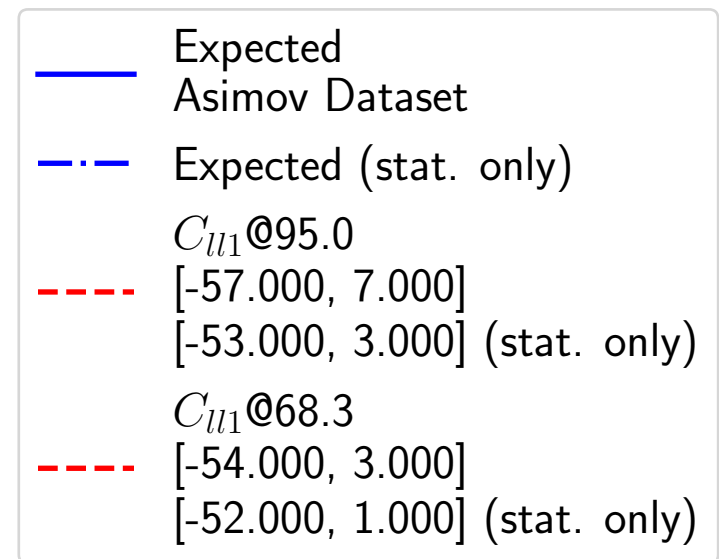 Expected
Asimov Dataset
Expected (stat. only)
C_{ll1}@95.0
[-57.000, 7.000]
[-53.000, 3.000] (stat. only)
C_{ll1}@68.3
[-54.000, 3.000]
[-52.000, 1.000] (stat. only)